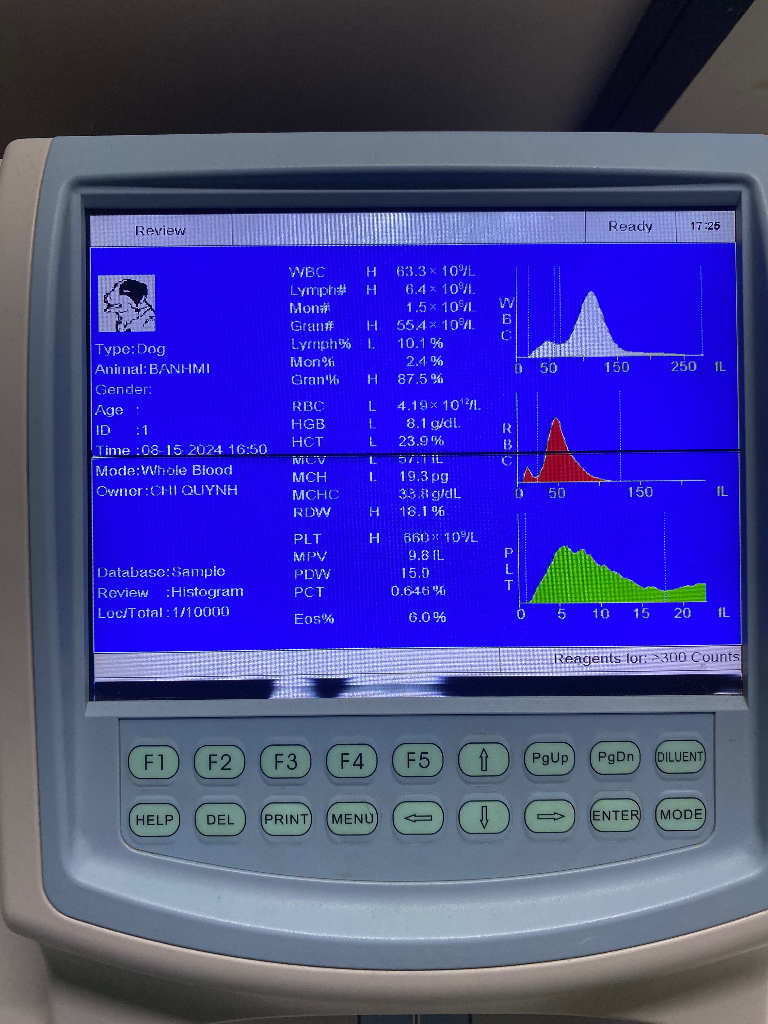 Review Ready 17:25
Type:Dog
Animal:BANHMI
Gender:
Age :
ID :1
Time :08-15-2024 16:50
Mode:Whole Blood
Owner:CHI QUYNH
Database:Sample
Review :Histogram
Loc/Total:1/10000
WBC H 63.3 × 10⁹/L
Lymph# H 6.4 × 10⁹/L
Mon# 1.5 × 10⁹/L
Gran# H 55.4 × 10⁹/L
Lymph% L 10.1 %
Mon% 2.4 %
Gran% H 87.5 %
RBC L 4.19 × 10¹²/L
HGB L 8.1 g/dL
HCT L 23.9 %
MCV L 57.1 fL
MCH L 19.3 pg
MCHC 33.8 g/dL
RDW H 18.1 %
PLT H 660 × 10⁹/L
MPV 9.8 fL
PDW 15.9
PCT 0.646 %
Eos% 6.0 %
WBC
0 50 150 250 fL
RBC
0 50 150 fL
PLT
0 5 10 15 20 fL
Reagents for: >300 Counts
F1 F2 F3 F4 F5 ⇧ PgUp PgDn DILUENT
HELP DEL PRINT MENU ⇦ ⇩ ⇨ ENTER MODE